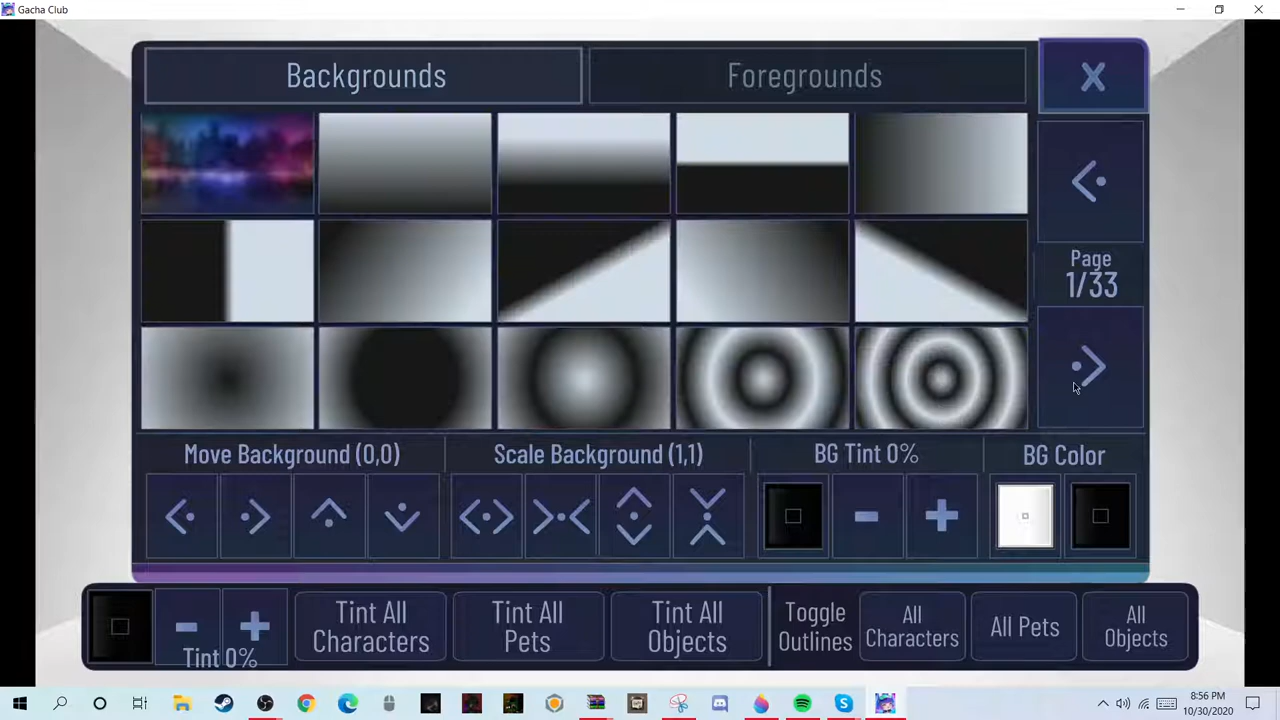 Gacha Club
Backgrounds
Foregrounds
X
Page
1/33
Move Background (0,0)
Scale Background (1,1)
BG Tint 0%
BG Color
Tint 0%
Tint All
Characters
Tint All
Pets
Tint All
Objects
Toggle
Outlines
All
Characters
All Pets
All
Objects
8:56 PM
10/30/2020